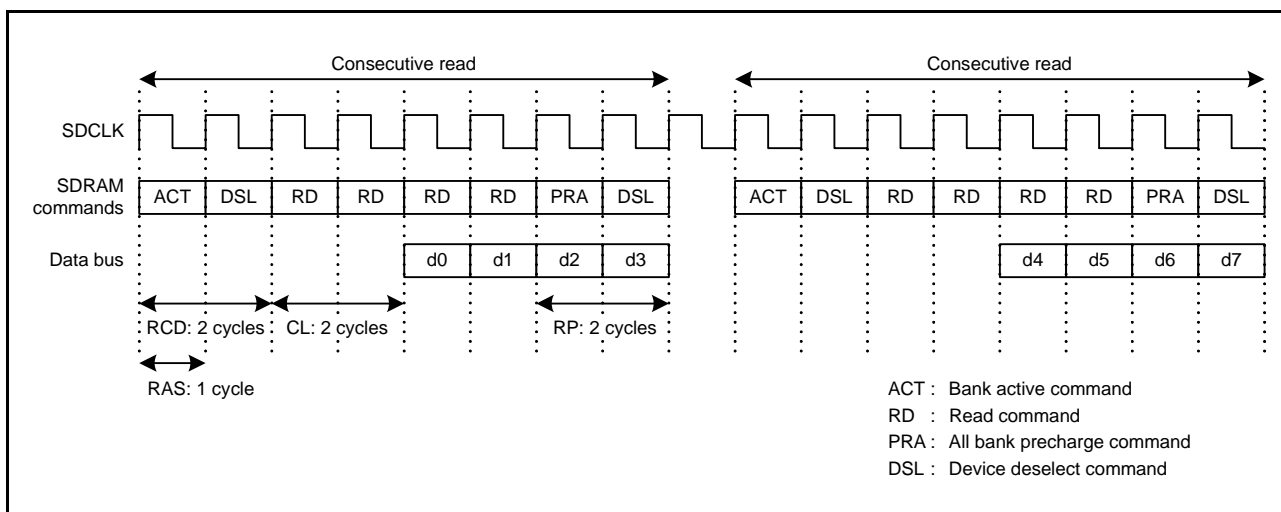 Consecutive read Consecutive read
SDCLK
SDRAM
commands
ACT DSL RD RD RD RD PRA DSL ACT DSL RD RD RD RD PRA DSL
Data bus d0 d1 d2 d3 d4 d5 d6 d7
RCD: 2 cycles CL: 2 cycles RP: 2 cycles
RAS: 1 cycle
ACT : Bank active command
RD : Read command
PRA : All bank precharge command
DSL : Device deselect command